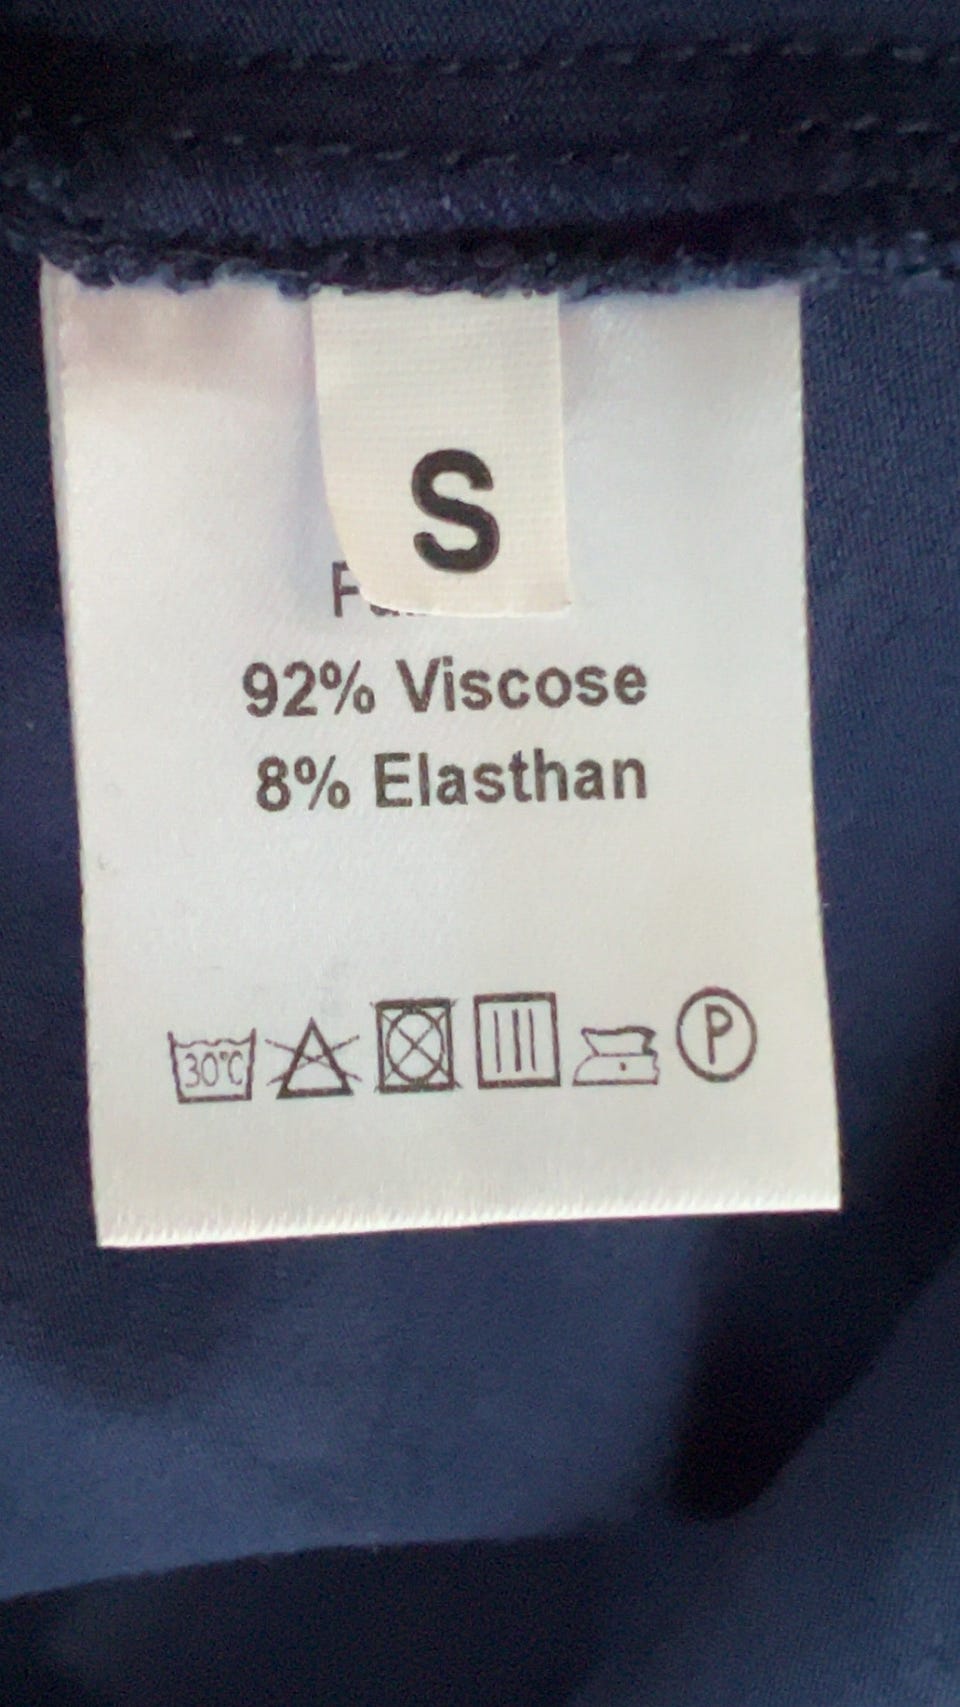 S
92% Viscose
8% Elasthan
30°C
P